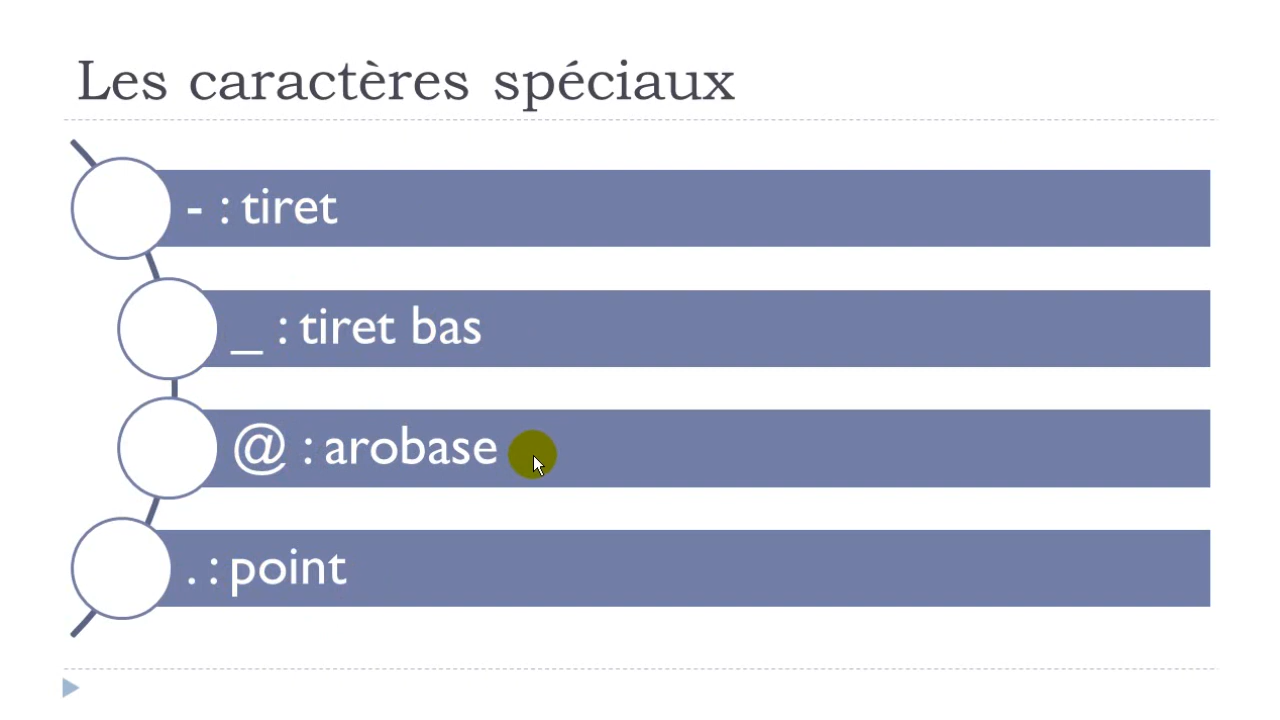 Les caractères spéciaux
- : tiret
_ : tiret bas
@ : arobase
. : point